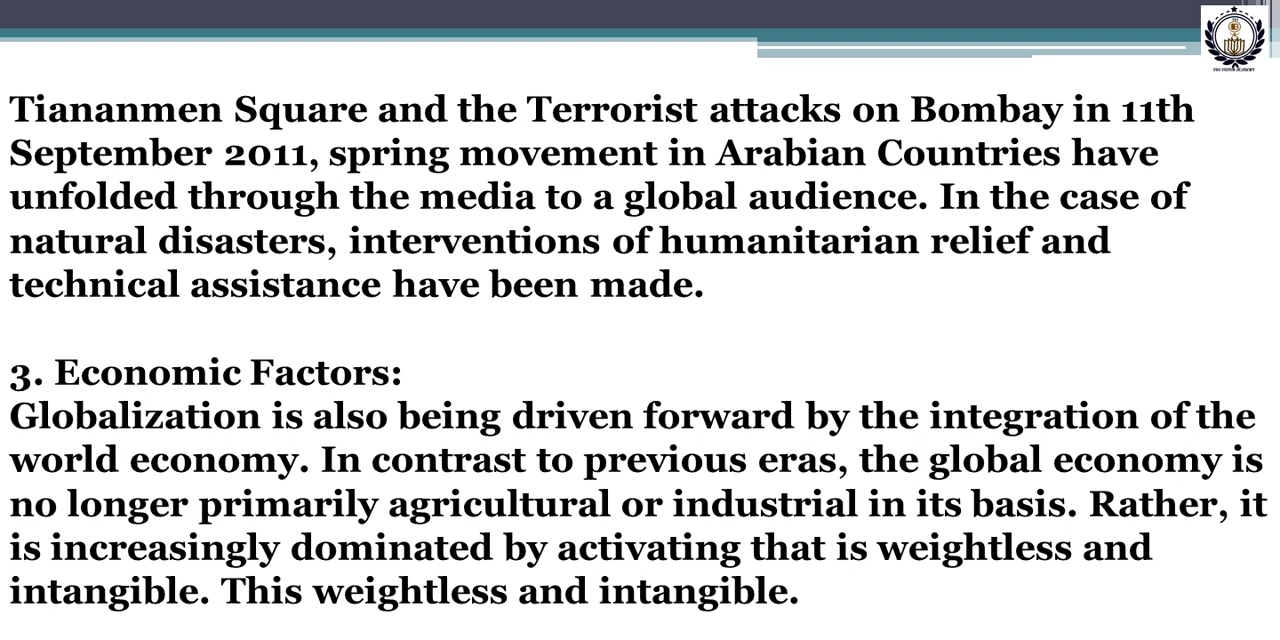 Tiananmen Square and the Terrorist attacks on Bombay in 11th
September 2011, spring movement in Arabian Countries have
unfolded through the media to a global audience. In the case of
natural disasters, interventions of humanitarian relief and
technical assistance have been made.
3. Economic Factors:
Globalization is also being driven forward by the integration of the
world economy. In contrast to previous eras, the global economy is
no longer primarily agricultural or industrial in its basis. Rather, it
is increasingly dominated by activating that is weightless and
intangible. This weightless and intangible.